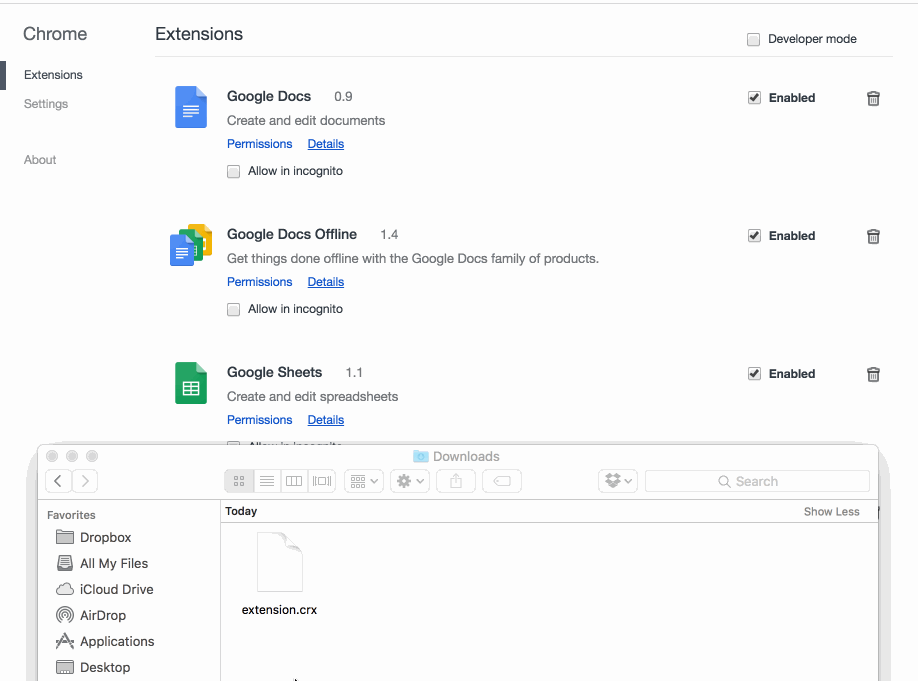 Chrome
Extensions
Developer mode
Extensions
Settings
About
Google Docs 0.9
Enabled
Create and edit documents
Permissions Details
Allow in incognito
Google Docs Offline 1.4
Enabled
Get things done offline with the Google Docs family of products.
Permissions Details
Allow in incognito
Google Sheets 1.1
Enabled
Create and edit spreadsheets
Permissions Details
Allow in incognito
Downloads
Search
Favorites
Dropbox
All My Files
iCloud Drive
AirDrop
Applications
Desktop
Today
Show Less
extension.crx